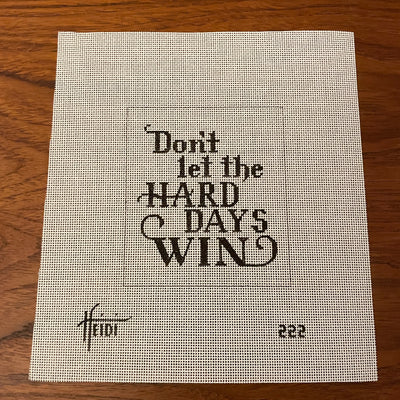 Don't
let the
HARD
DAYS
WIN
HEIDI
222